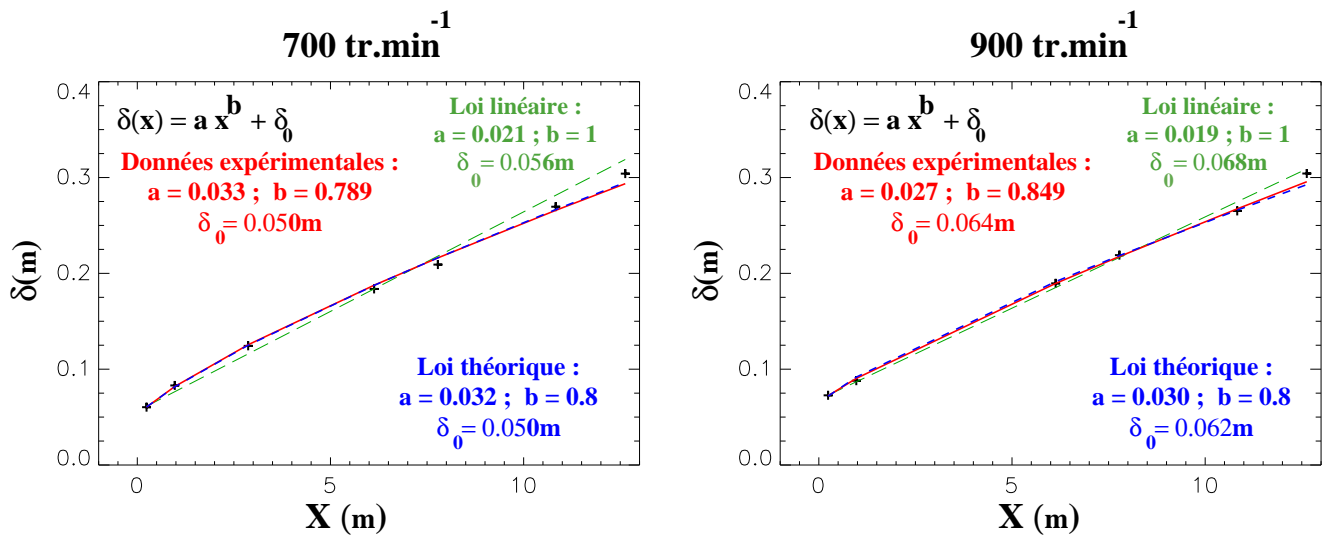 700 tr.min-1
δ(x) = a x^b + δ0
Loi linéaire :
a = 0.021 ; b = 1
δ0= 0.056m
Données expérimentales :
a = 0.033 ; b = 0.789
δ0= 0.050m
Loi théorique :
a = 0.032 ; b = 0.8
δ0= 0.050m
0.4
0.3
0.2
0.1
0.0
δ(m)
0 5 10
X (m)
900 tr.min-1
δ(x) = a x^b + δ0
Loi linéaire :
a = 0.019 ; b = 1
δ0= 0.068m
Données expérimentales :
a = 0.027 ; b = 0.849
δ0= 0.064m
Loi théorique :
a = 0.030 ; b = 0.8
δ0= 0.062m
0.4
0.3
0.2
0.1
0.0
δ(m)
0 5 10
X (m)